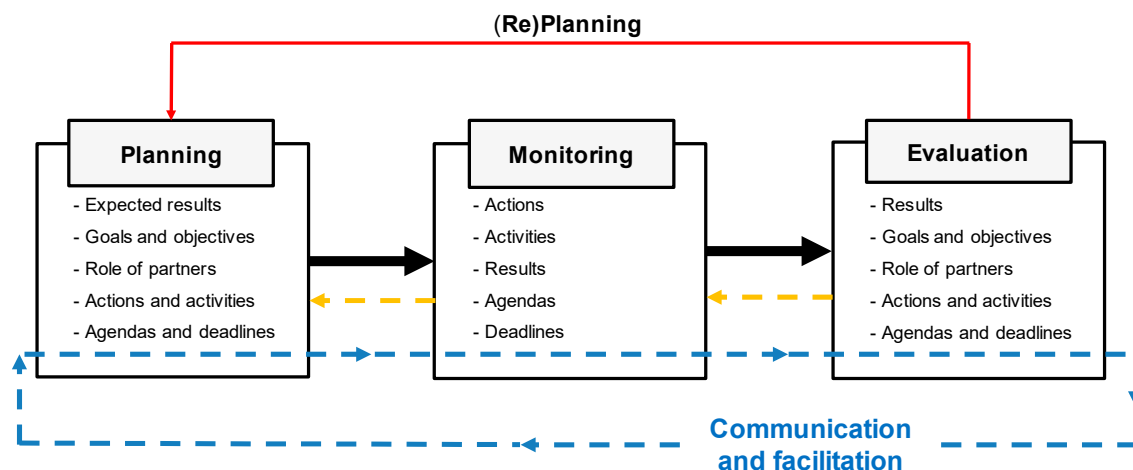 (Re)Planning
Planning
- Expected results
- Goals and objectives
- Role of partners
- Actions and activities
- Agendas and deadlines
Monitoring
- Actions
- Activities
- Results
- Agendas
- Deadlines
Evaluation
- Results
- Goals and objectives
- Role of partners
- Actions and activities
- Agendas and deadlines
Communication
and facilitation